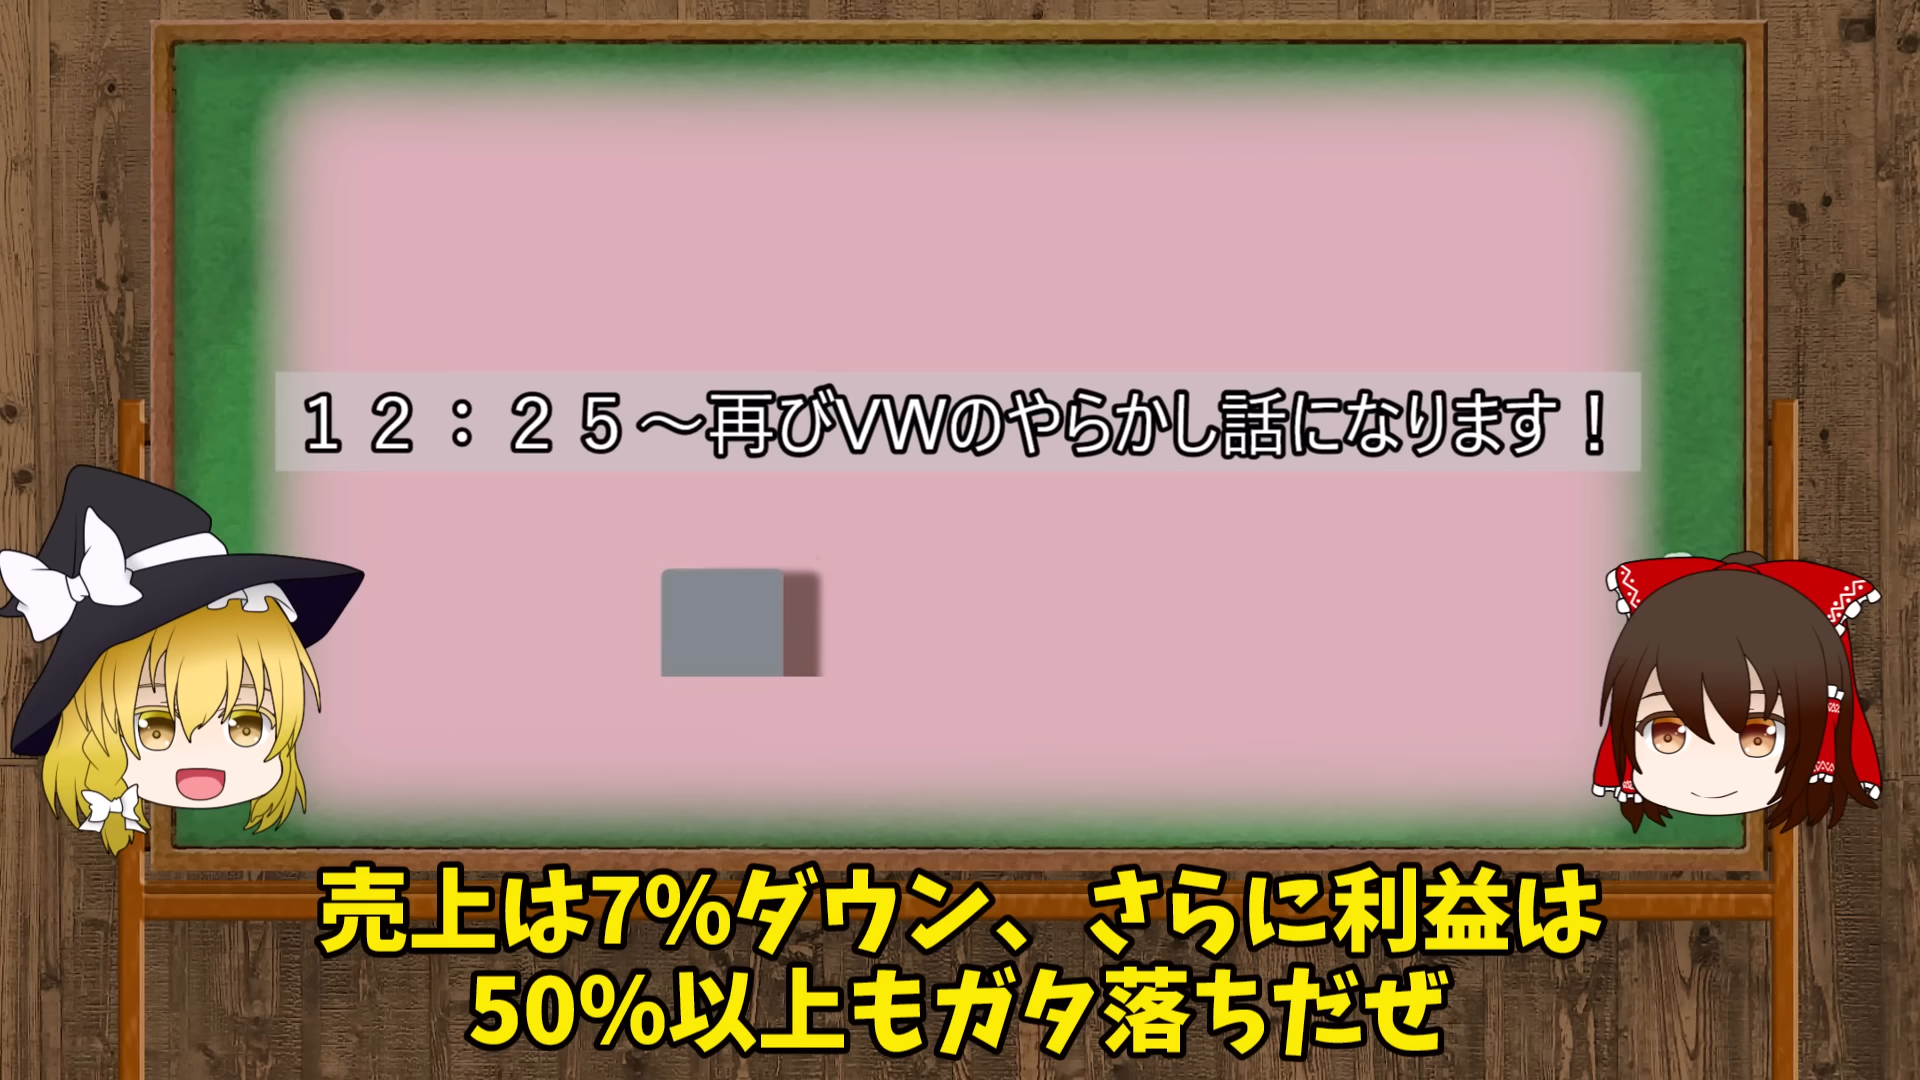 １２：２５～再びVWのやらかし話になります！
売上は7%ダウン、さらに利益は
50%以上もガタ落ちだぜ